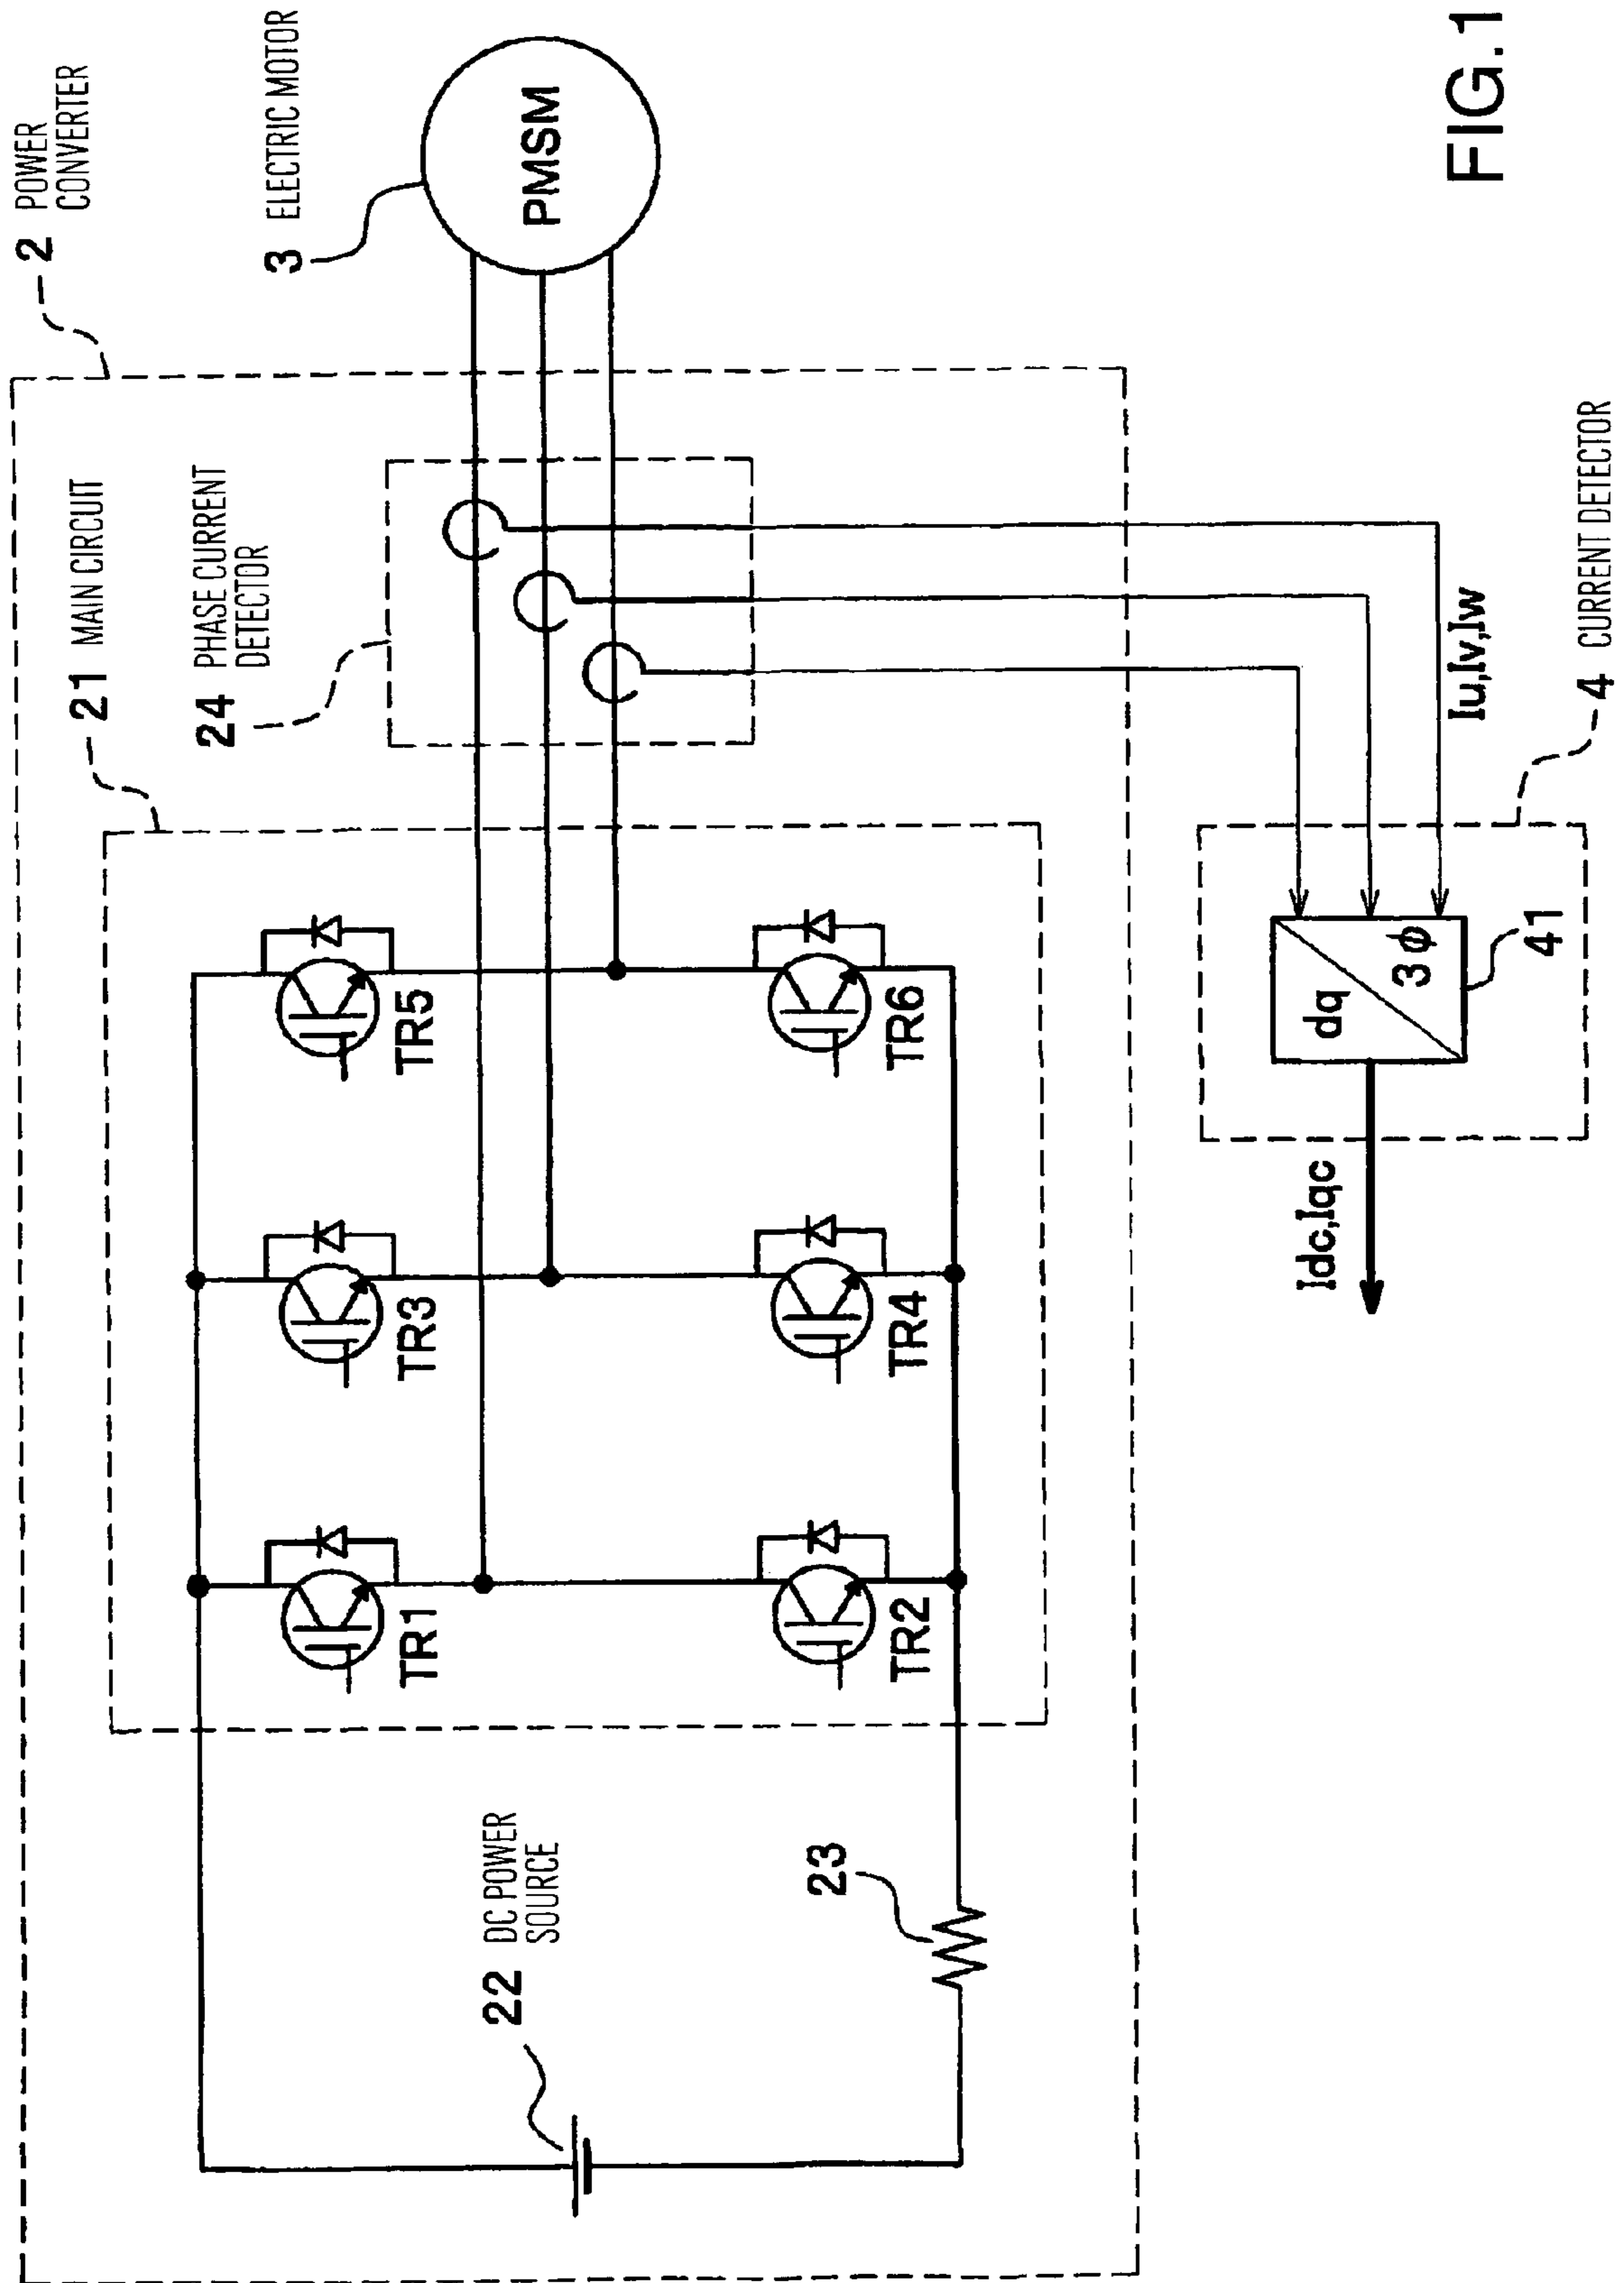 2 POWER
CONVERTER
21 MAIN CIRCUIT
3 ELECTRIC MOTOR
24 PHASE CURRENT
DETECTOR
PMSM
TR1
TR3
TR5
22 DC POWER
SOURCE
23
TR2
TR4
TR6
Idc,Iqc
dq
3ϕ
41
Iu,Iv,Iw
4 CURRENT DETECTOR
FIG.1